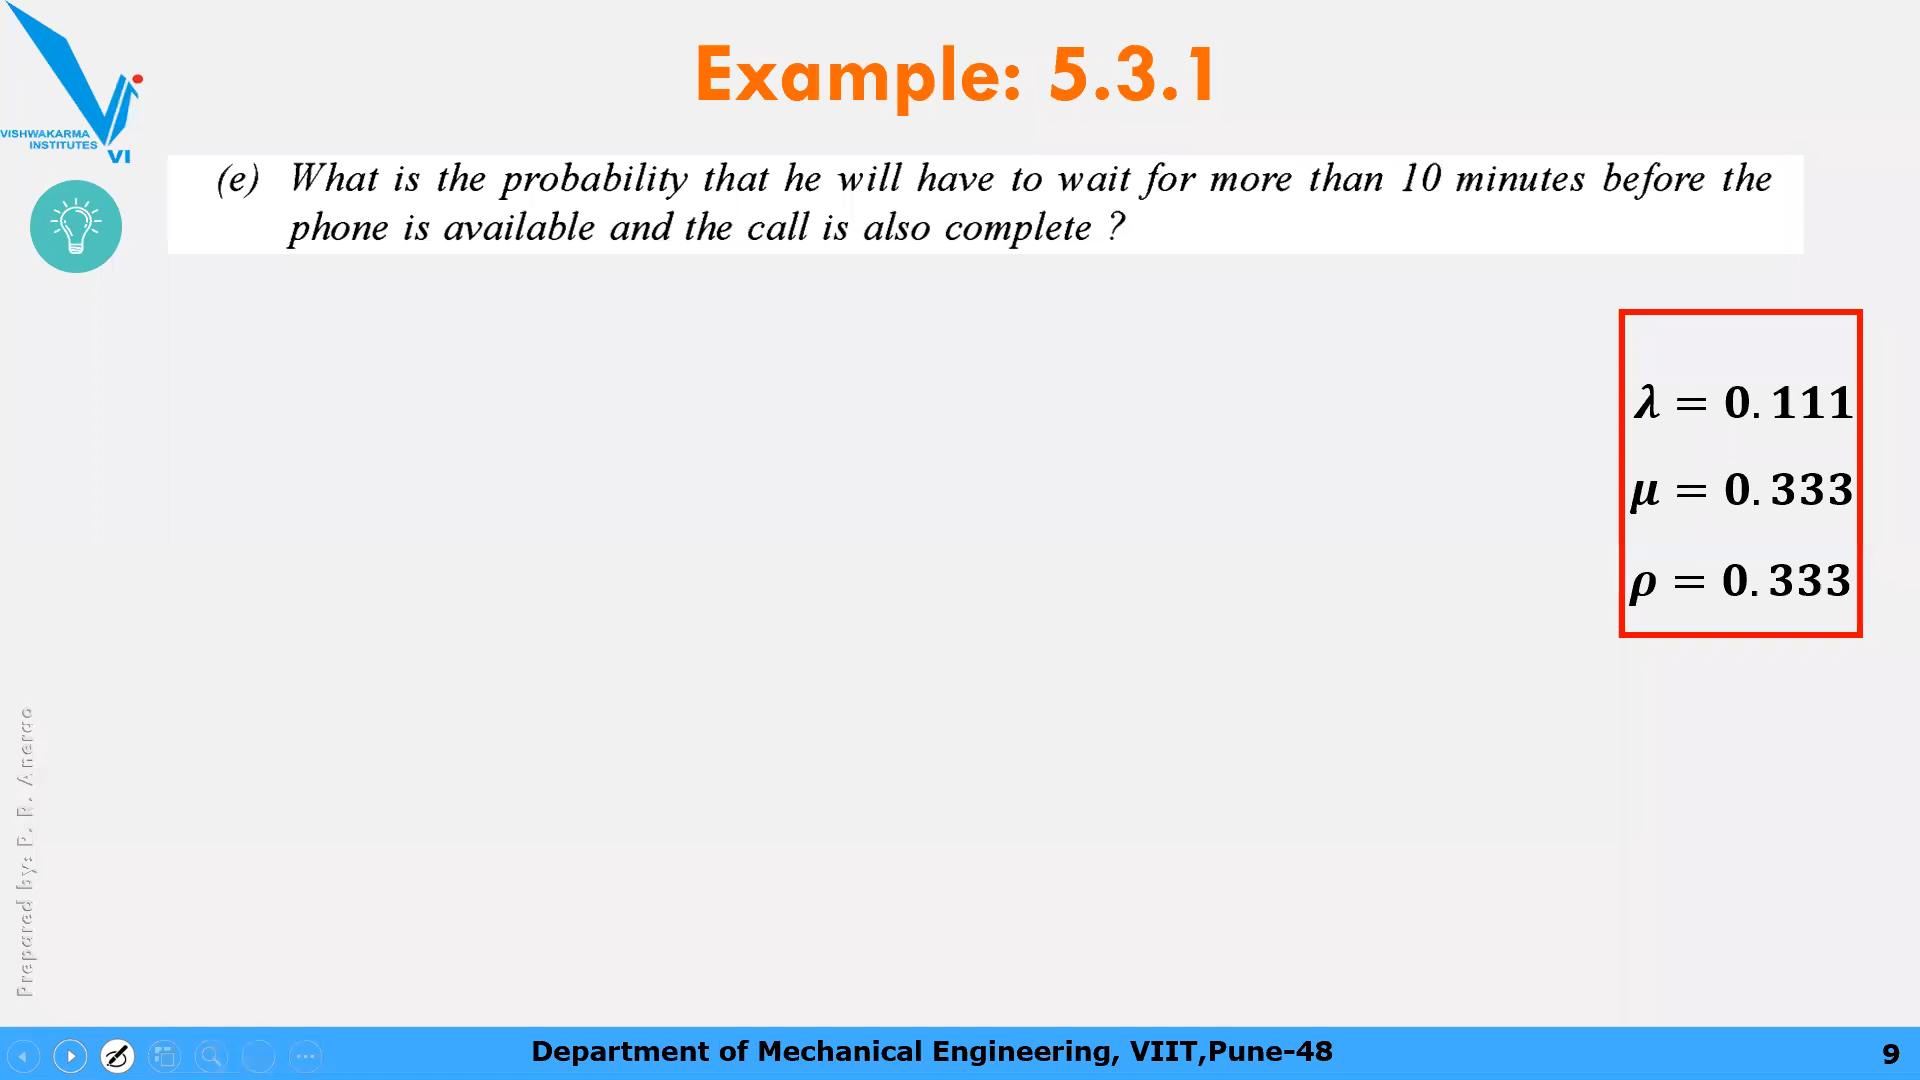 Example: 5.3.1
VISHWAKARMA
INSTITUTES
VI
(e) What is the probability that he will have to wait for more than 10 minutes before the
phone is available and the call is also complete ?
λ = 0.111
μ = 0.333
ρ = 0.333
Prepared by: P. R. Anerao
Department of Mechanical Engineering, VIIT,Pune-48
9